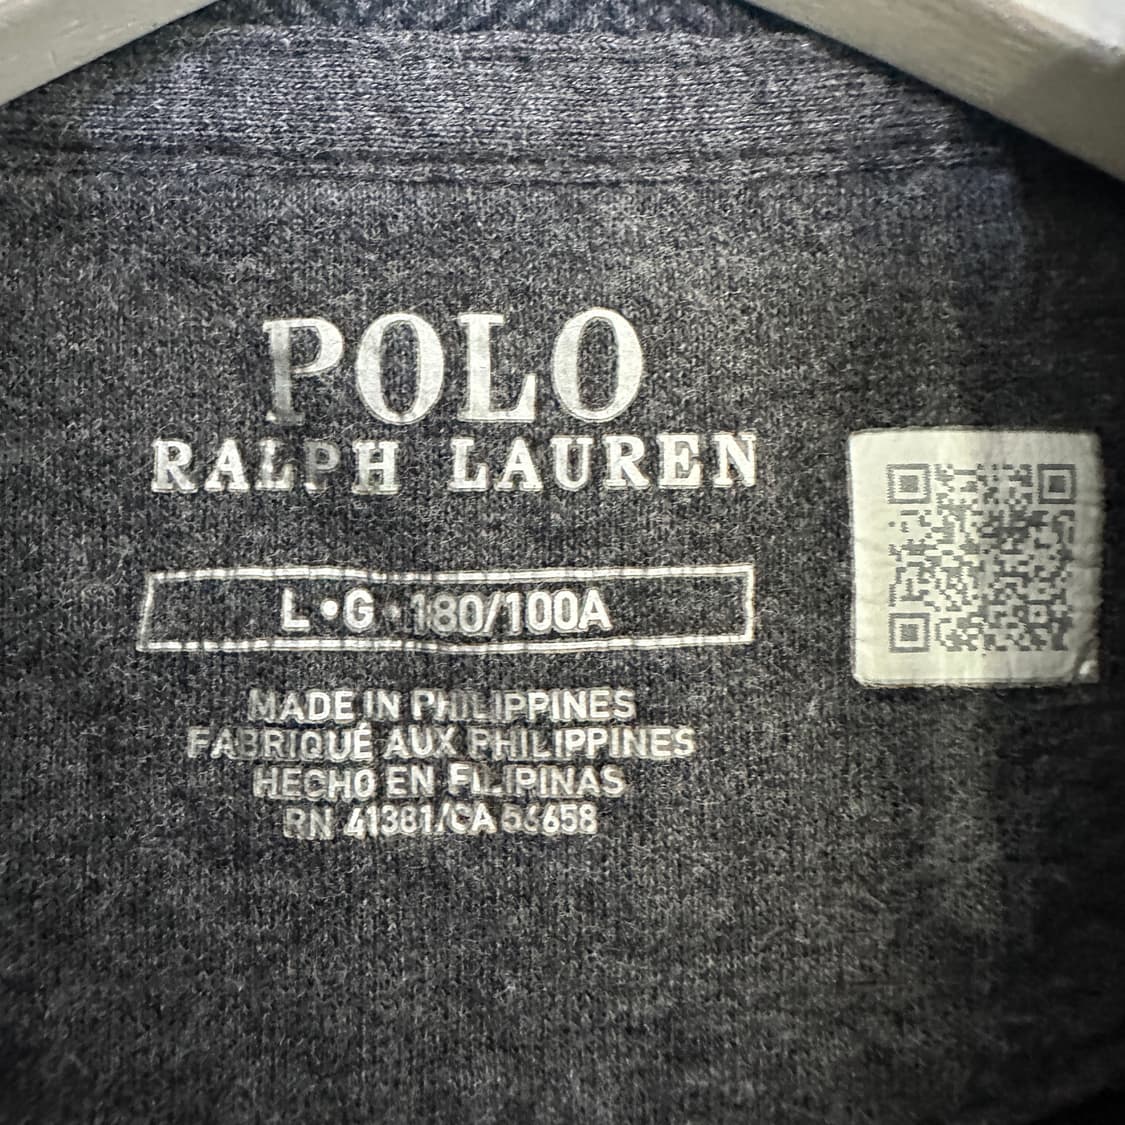 POLO
RALPH LAUREN
L•G•180/100A
MADE IN PHILIPPINES
FABRIQUÉ AUX PHILIPPINES
HECHO EN FILIPINAS
RN 41381/CA 56658